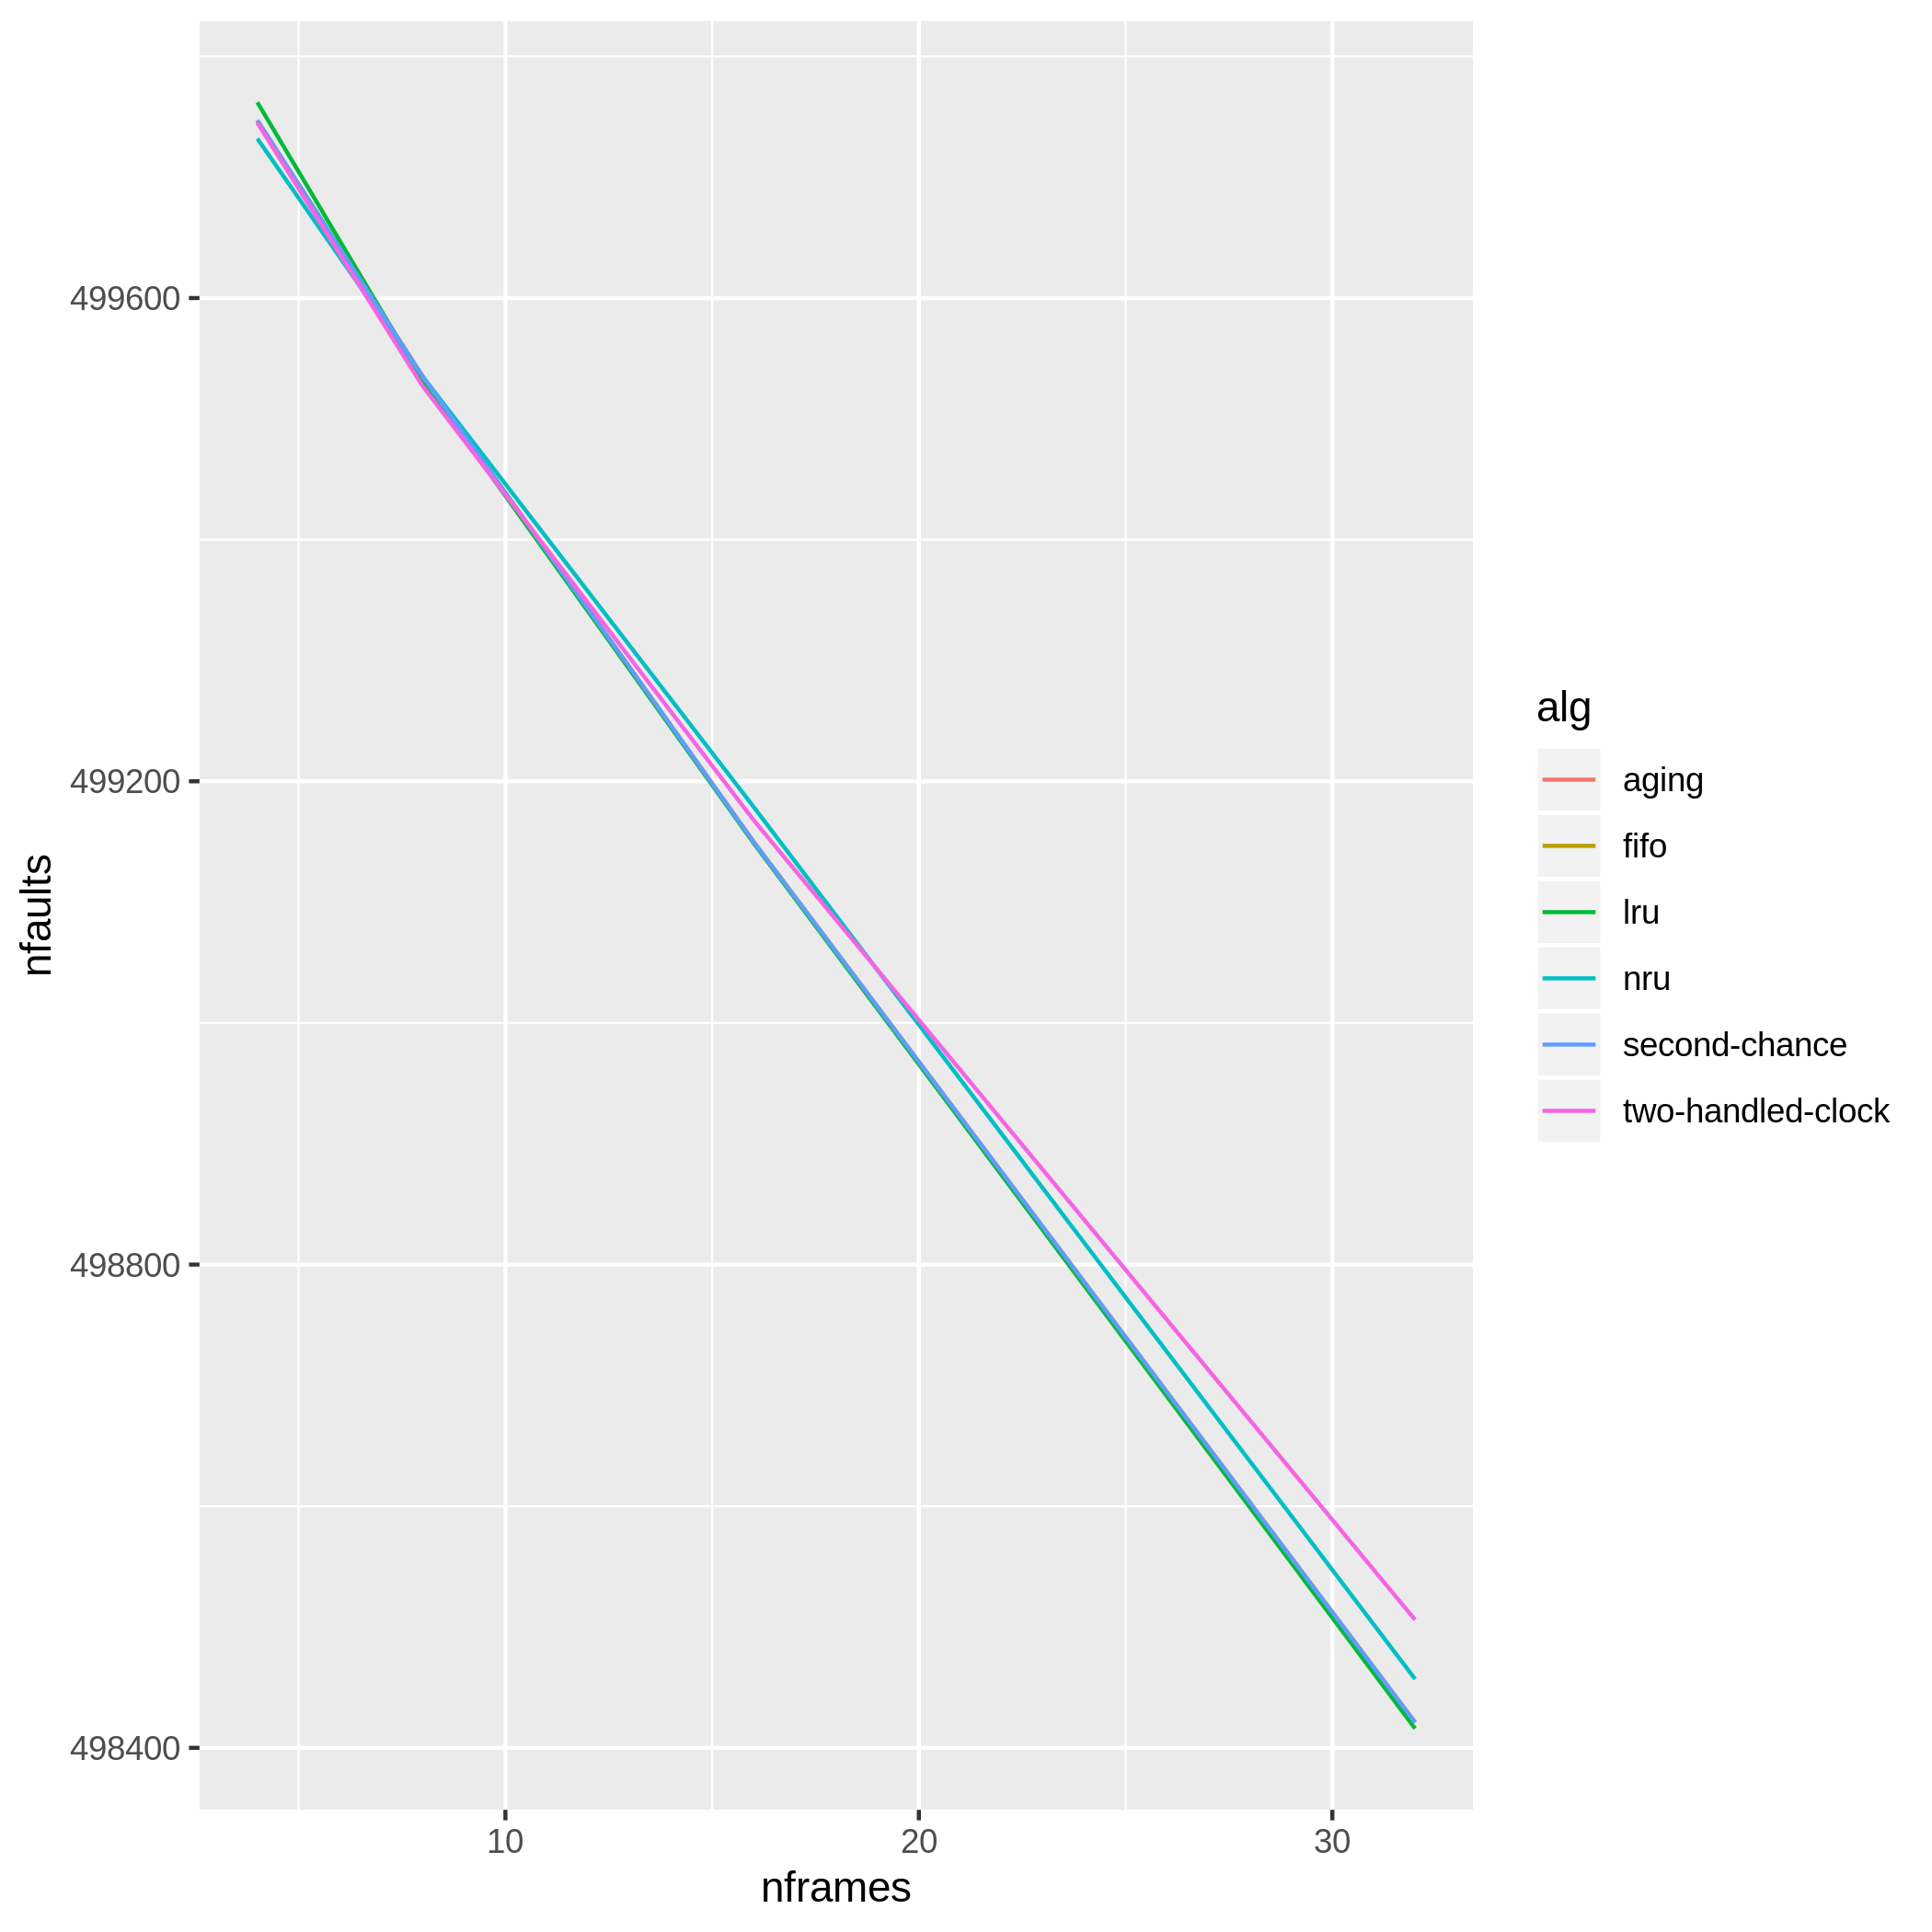 499600
499200
498800
498400
nfaults
10
20
30
nframes
alg
aging
fifo
lru
nru
second-chance
two-handled-clock